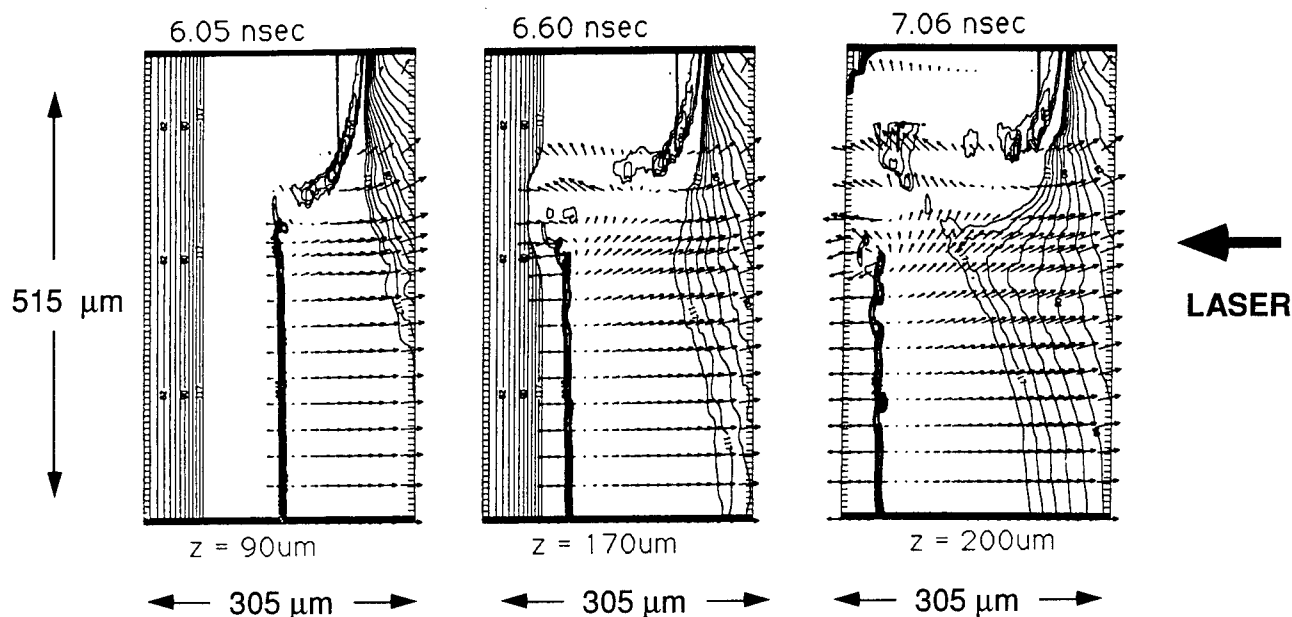 6.05 nsec
6.60 nsec
7.06 nsec
515 μm
LASER
z = 90um
z = 170um
z = 200um
305 μm
305 μm
305 μm